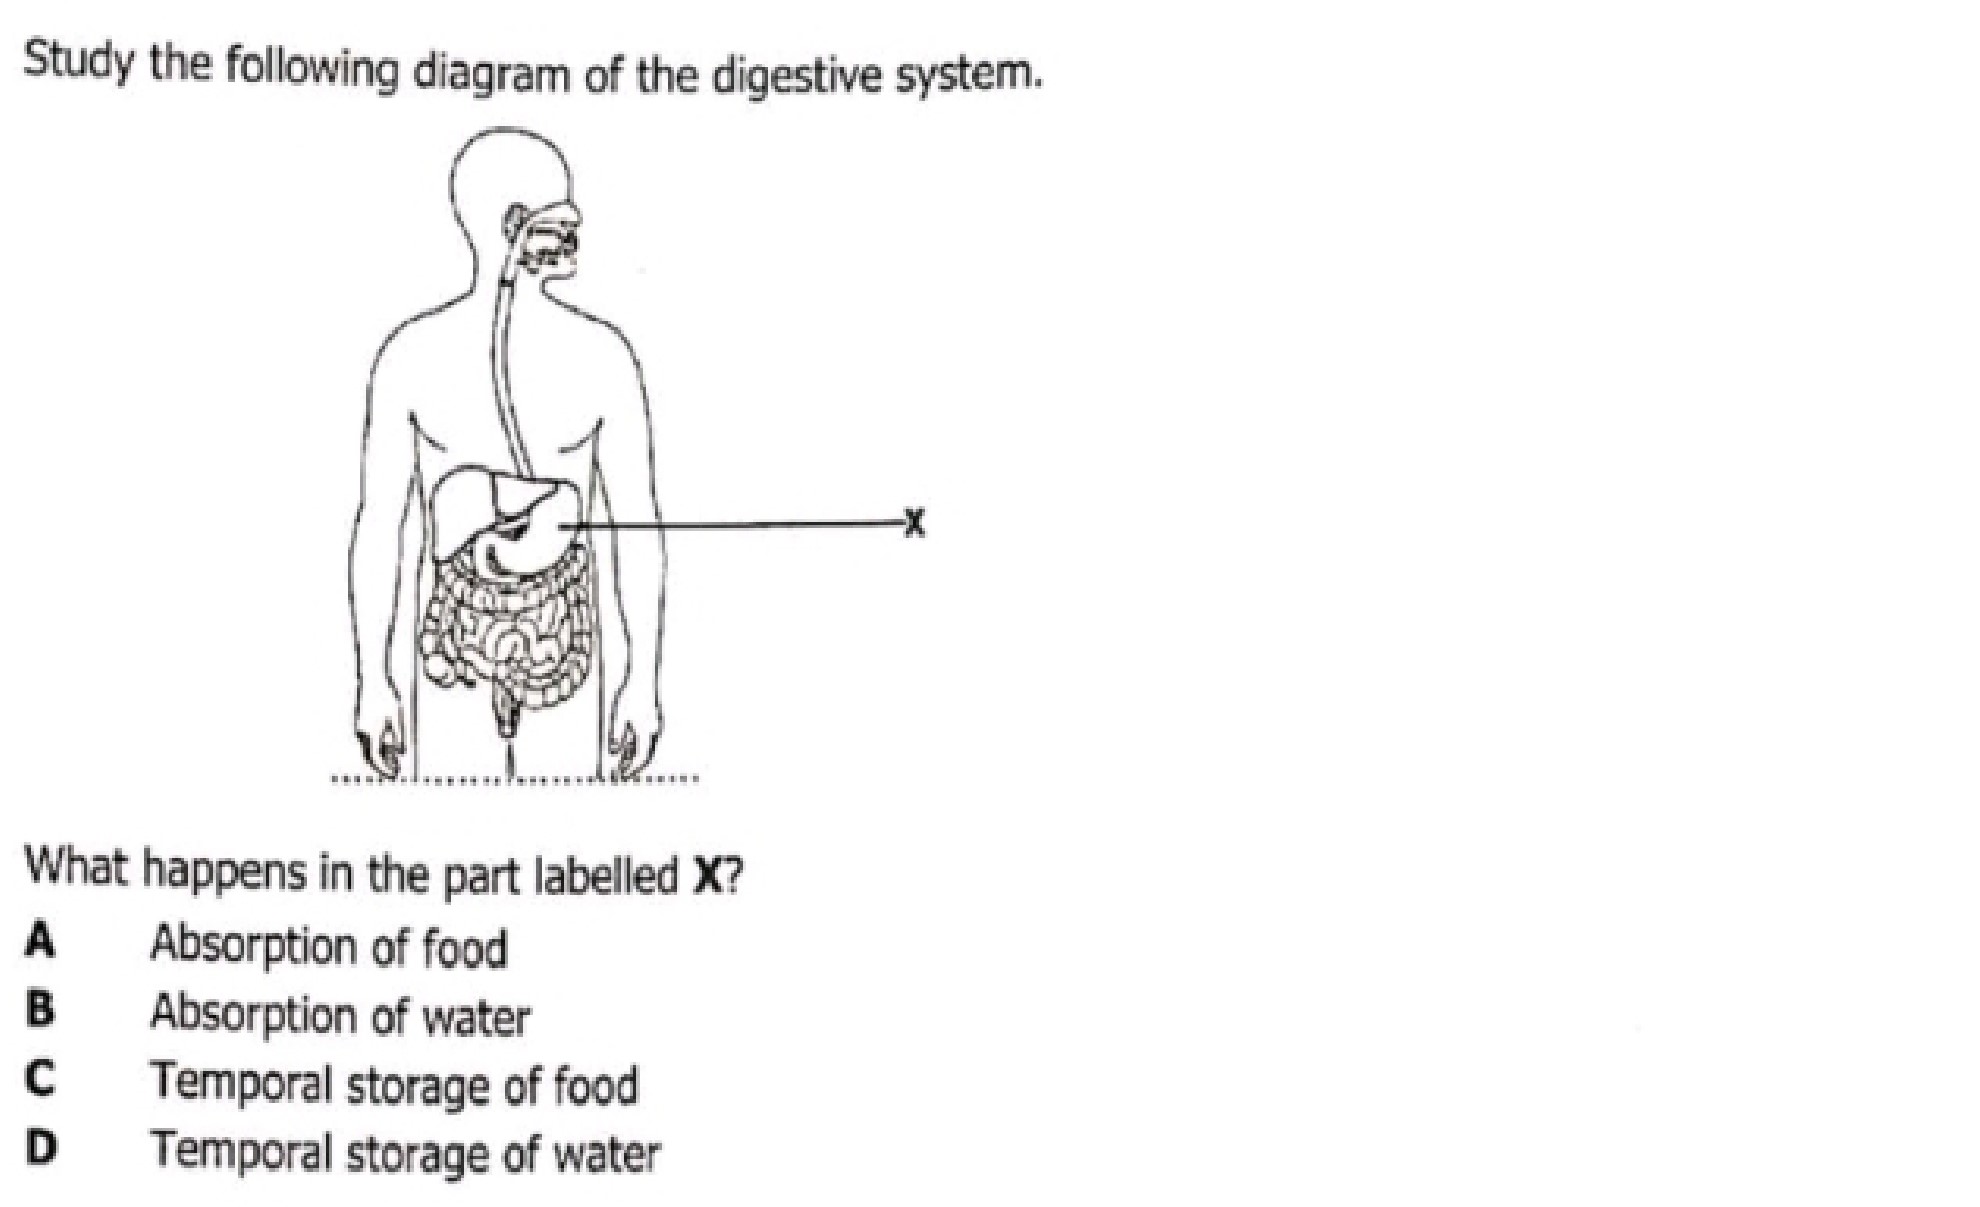 Study the following diagram of the digestive system.
X
What happens in the part labelled X?
A Absorption of food
B Absorption of water
C Temporal storage of food
D Temporal storage of water